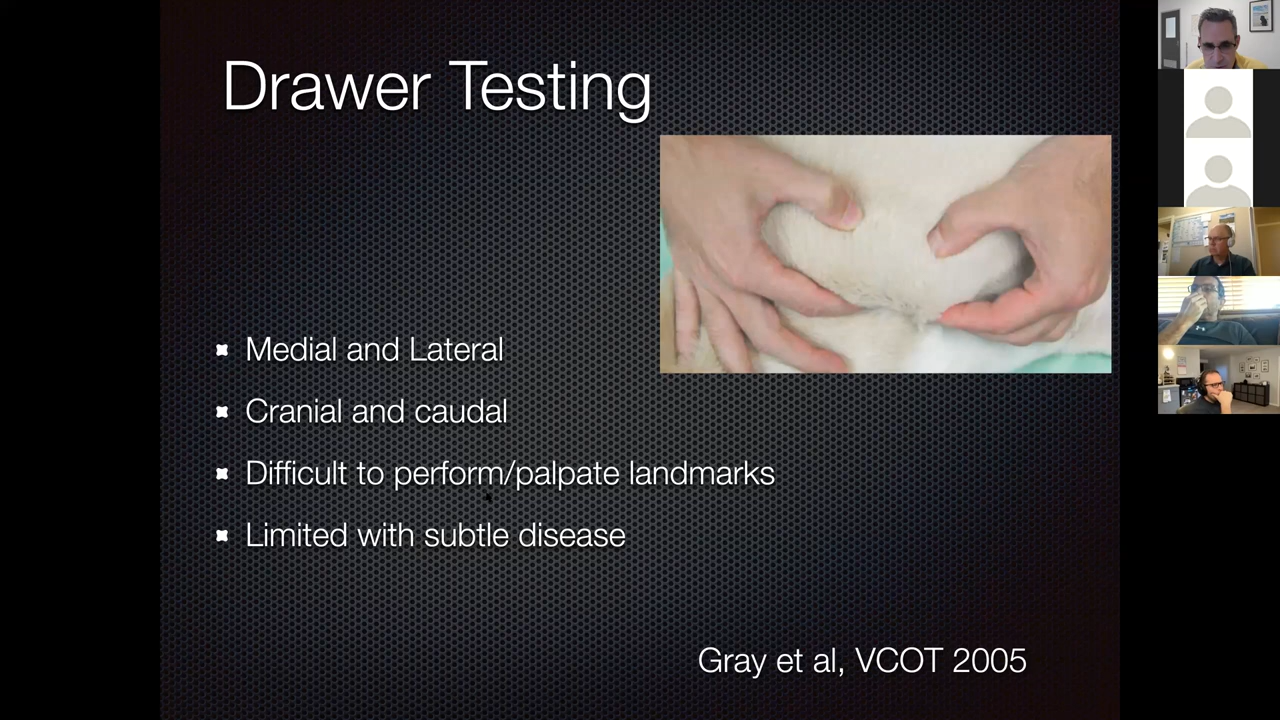 Drawer Testing
Medial and Lateral
Cranial and caudal
Difficult to perform/palpate landmarks
Limited with subtle disease
Gray et al, VCOT 2005